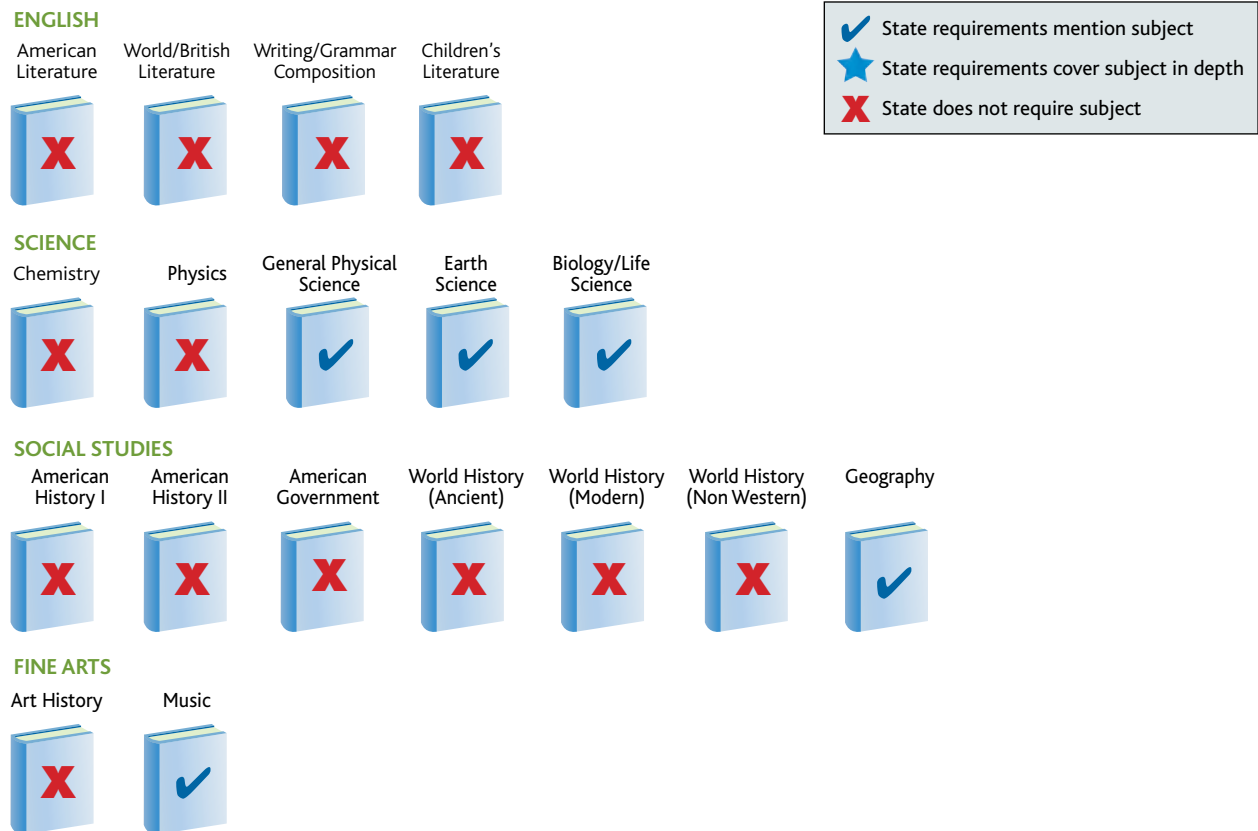 ENGLISH
American Literature
World/British Literature
Writing/Grammar Composition
Children's Literature
State requirements mention subject
State requirements cover subject in depth
State does not require subject
SCIENCE
Chemistry
Physics
General Physical Science
Earth Science
Biology/Life Science
SOCIAL STUDIES
American History I
American History II
American Government
World History (Ancient)
World History (Modern)
World History (Non Western)
Geography
FINE ARTS
Art History
Music